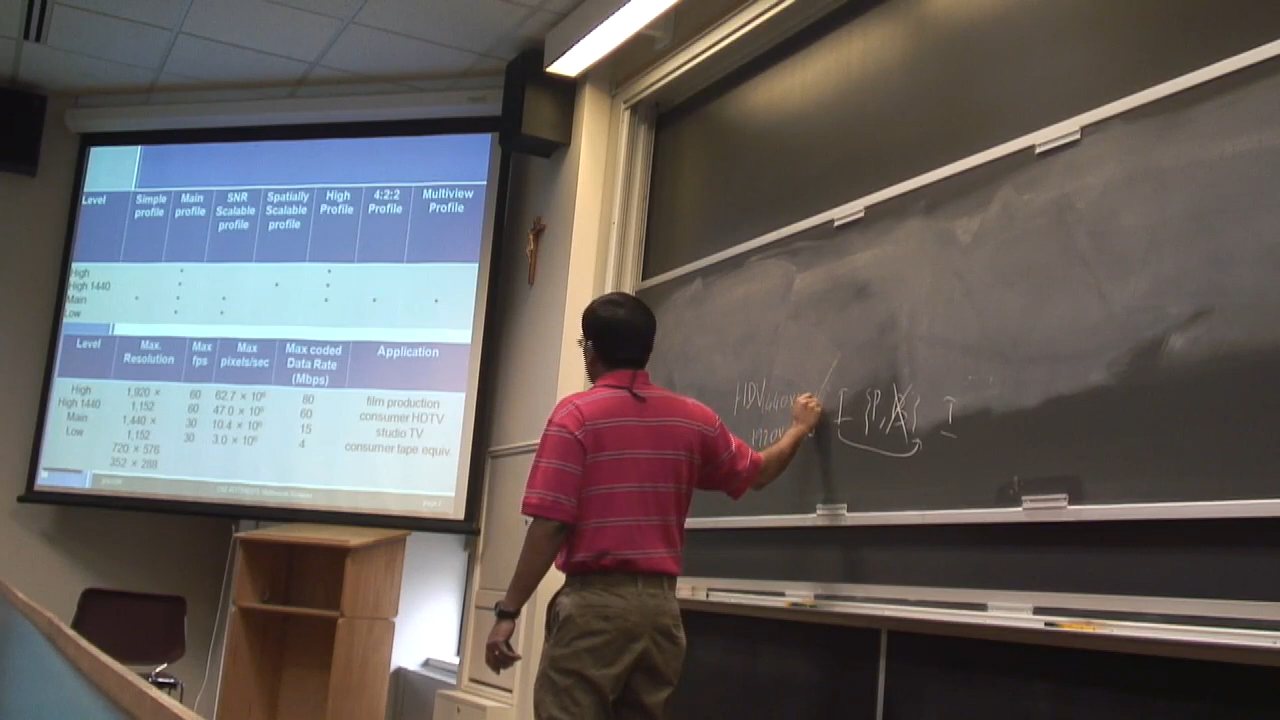 Level Simple profile Main profile SNR Scalable profile Spatially Scalable profile High Profile 4:2:2 Profile Multiview Profile
High * *
High 1440 * * *
Main * * * * * *
Low * *
Level Max. Resolution Max fps Max pixels/sec Max coded Data Rate (Mbps) Application
High 1,920 × 60 62.7 × 10⁶ 80 film production
High 1440 1,152 60 47.0 × 10⁶ 60 consumer HDTV
Main 1,440 × 30 10.4 × 10⁶ 15 studio TV
Low 1,152 30 3.0 × 10⁶ 4 consumer tape equiv.
720 × 576
352 × 288
HDV
I {P, } I